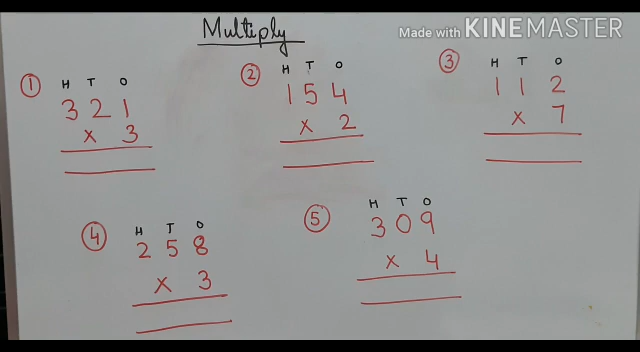 Multiply
Made with KINEMASTER
① H T O
3 2 1
x 3
② H T O
1 5 4
x 2
③ H T O
1 1 2
x 7
④ H T O
2 5 8
x 3
⑤ H T O
3 0 9
x 4